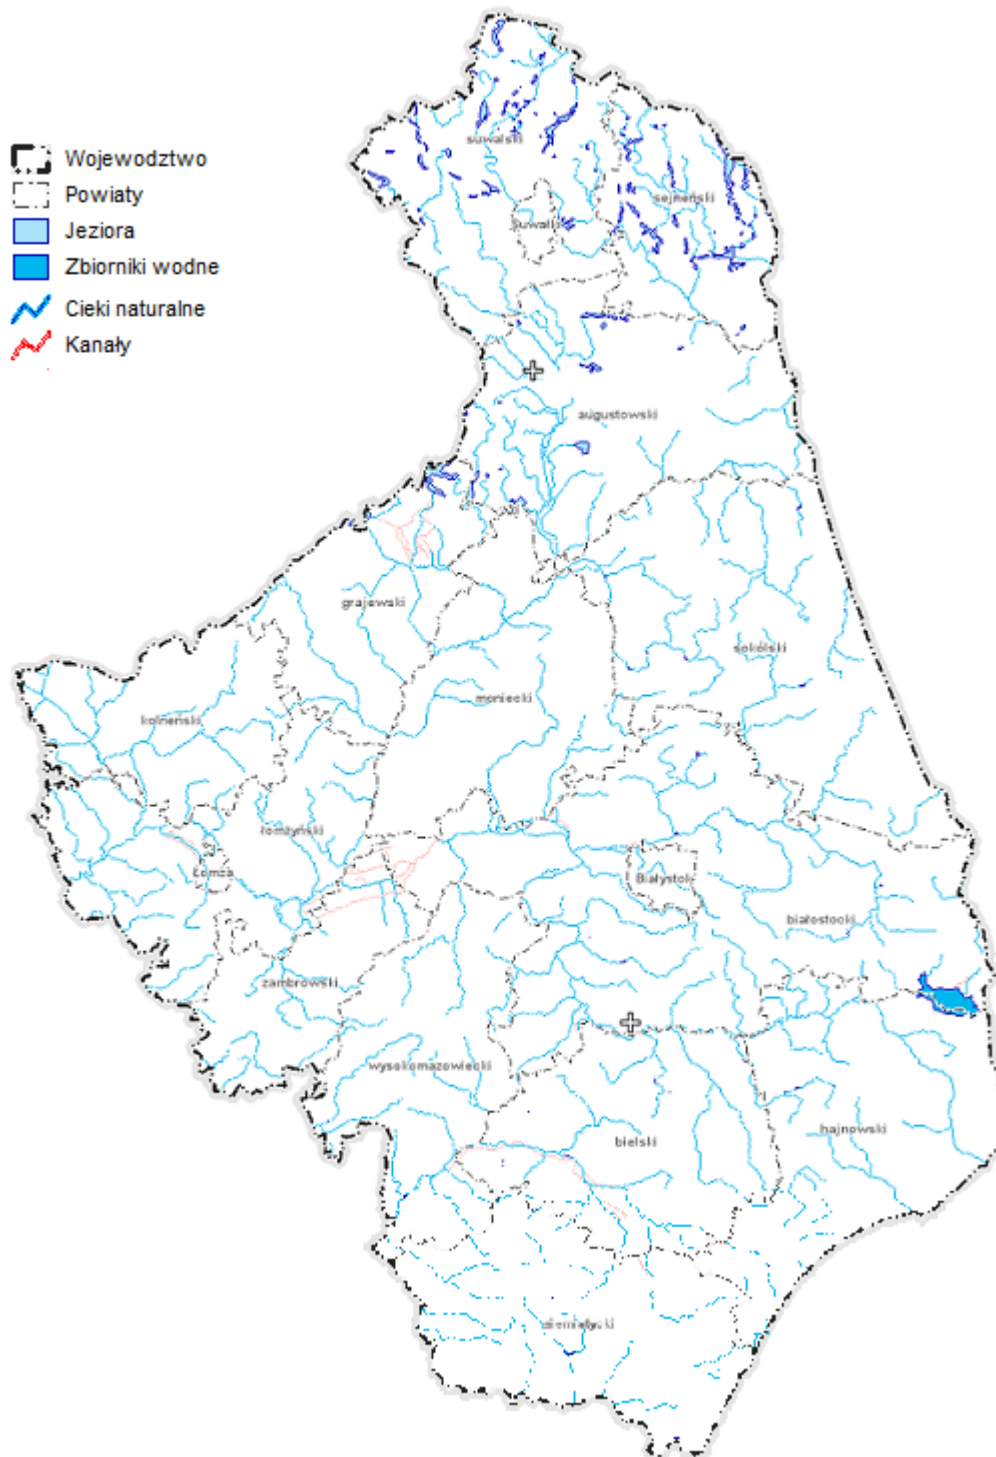 Wojewodztwo
Powiaty
Jeziora
Zbiorniki wodne
Cieki naturalne
Kanały
suwalski
sejneński
Suwałki
augustowski
grajewski
sokólski
moniecki
kolneński
łomżyński
Łomża
Białystok
białostocki
zambrowski
wysokomazowiecki
hajnowski
bielski
siemiatycki